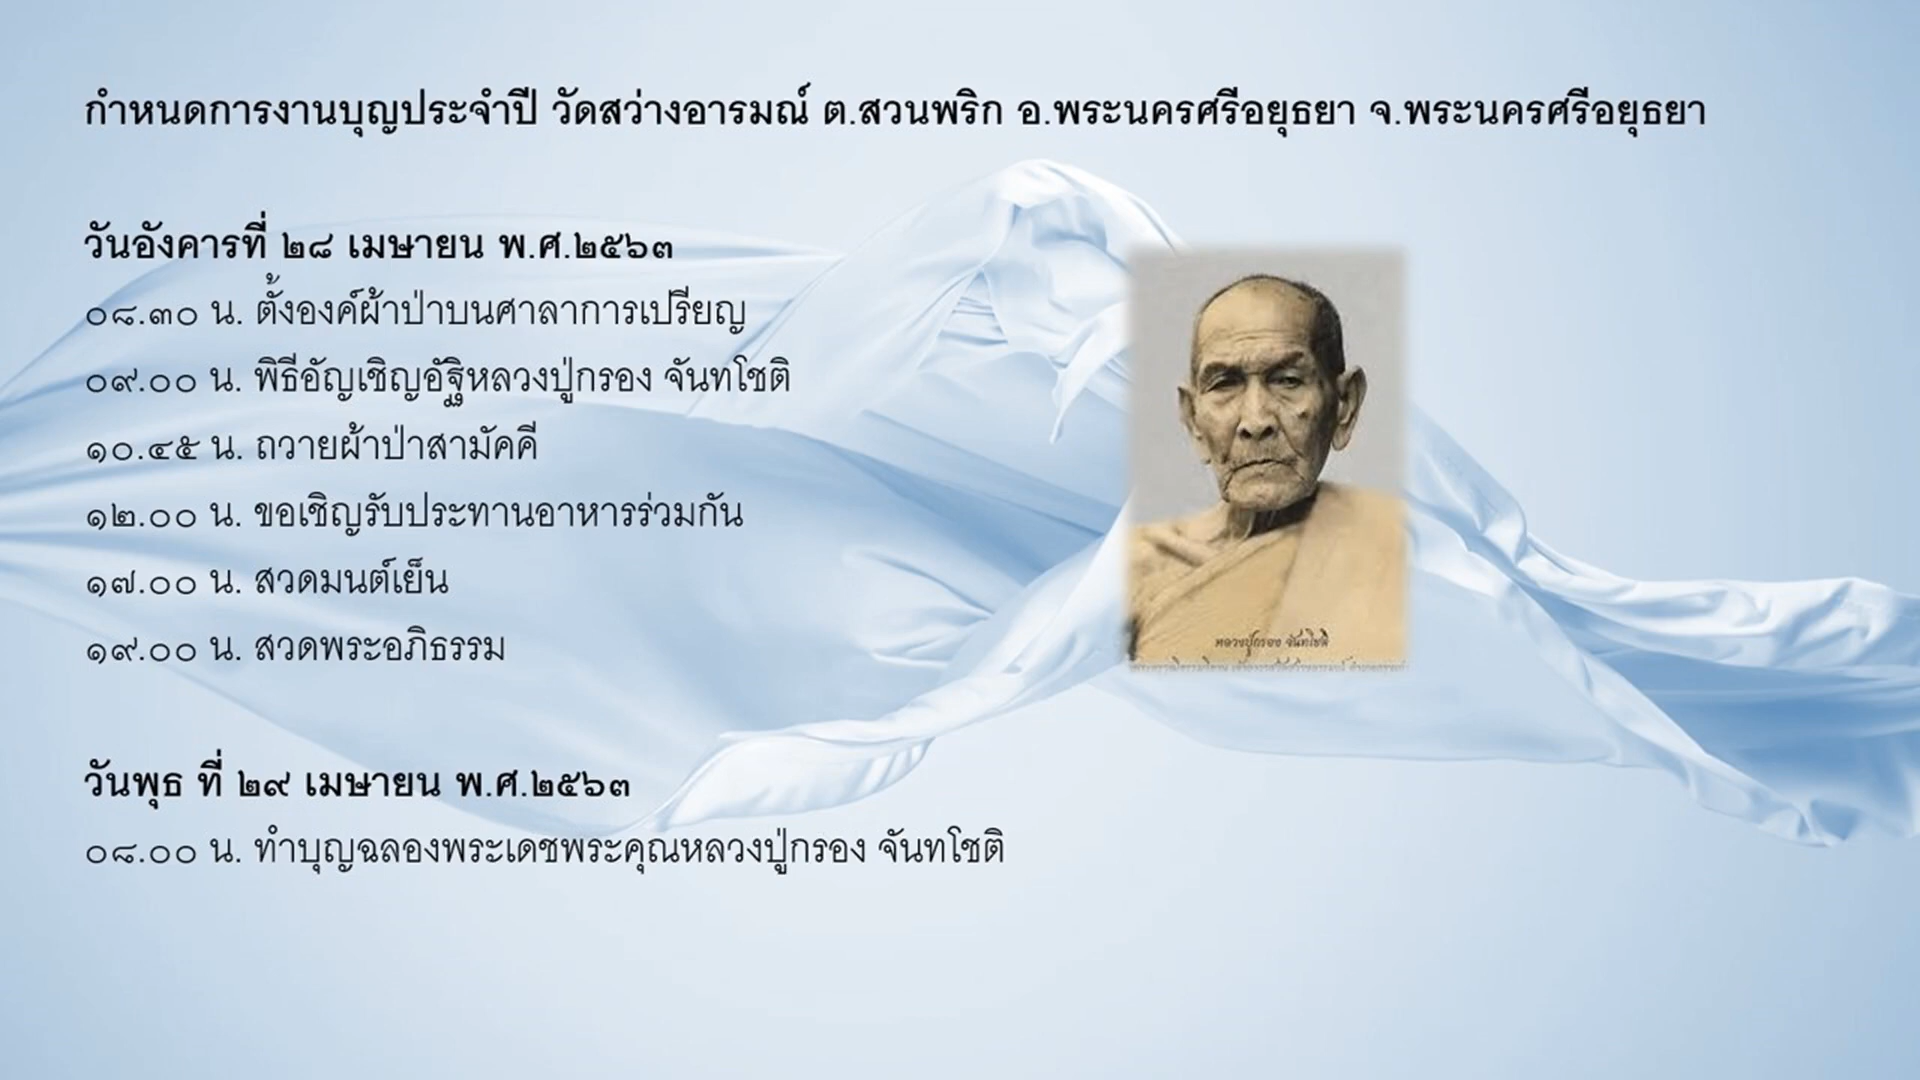 กำหนดการงานบุญประจำปี วัดสว่างอารมณ์ ต.สวนพริก อ.พระนครศรีอยุธยา จ.พระนครศรีอยุธยา
วันอังคารที่ ๒๘ เมษายน พ.ศ.๒๕๖๓
๐๘.๓๐ น. ตั้งองค์ผ้าป่าบนศาลาการเปรียญ
๐๙.๐๐ น. พิธีอัญเชิญอัฐิหลวงปู่กรอง จันทโชติ
๑๐.๔๕ น. ถวายผ้าป่าสามัคคี
๑๒.๐๐ น. ขอเชิญรับประทานอาหารร่วมกัน
๑๗.๐๐ น. สวดมนต์เย็น
๑๙.๐๐ น. สวดพระอภิธรรม
วันพุธ ที่ ๒๙ เมษายน พ.ศ.๒๕๖๓
๐๘.๐๐ น. ทำบุญฉลองพระเดชพระคุณหลวงปู่กรอง จันทโชติ
หลวงปู่กรอง จันทโชติ